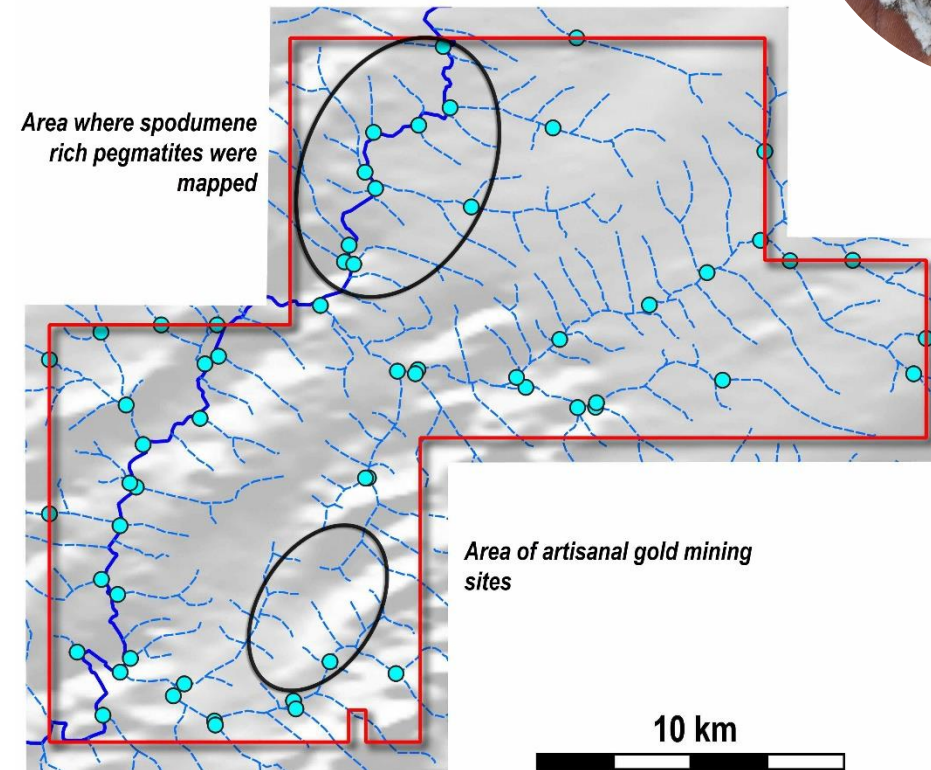 Area where spodumene
rich pegmatites were
mapped
Area of artisanal gold mining
sites
10 km